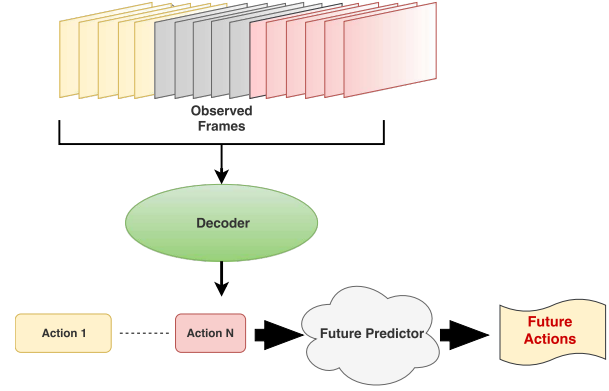 Observed
Frames
Decoder
Action 1
Action N
Future Predictor
Future
Actions